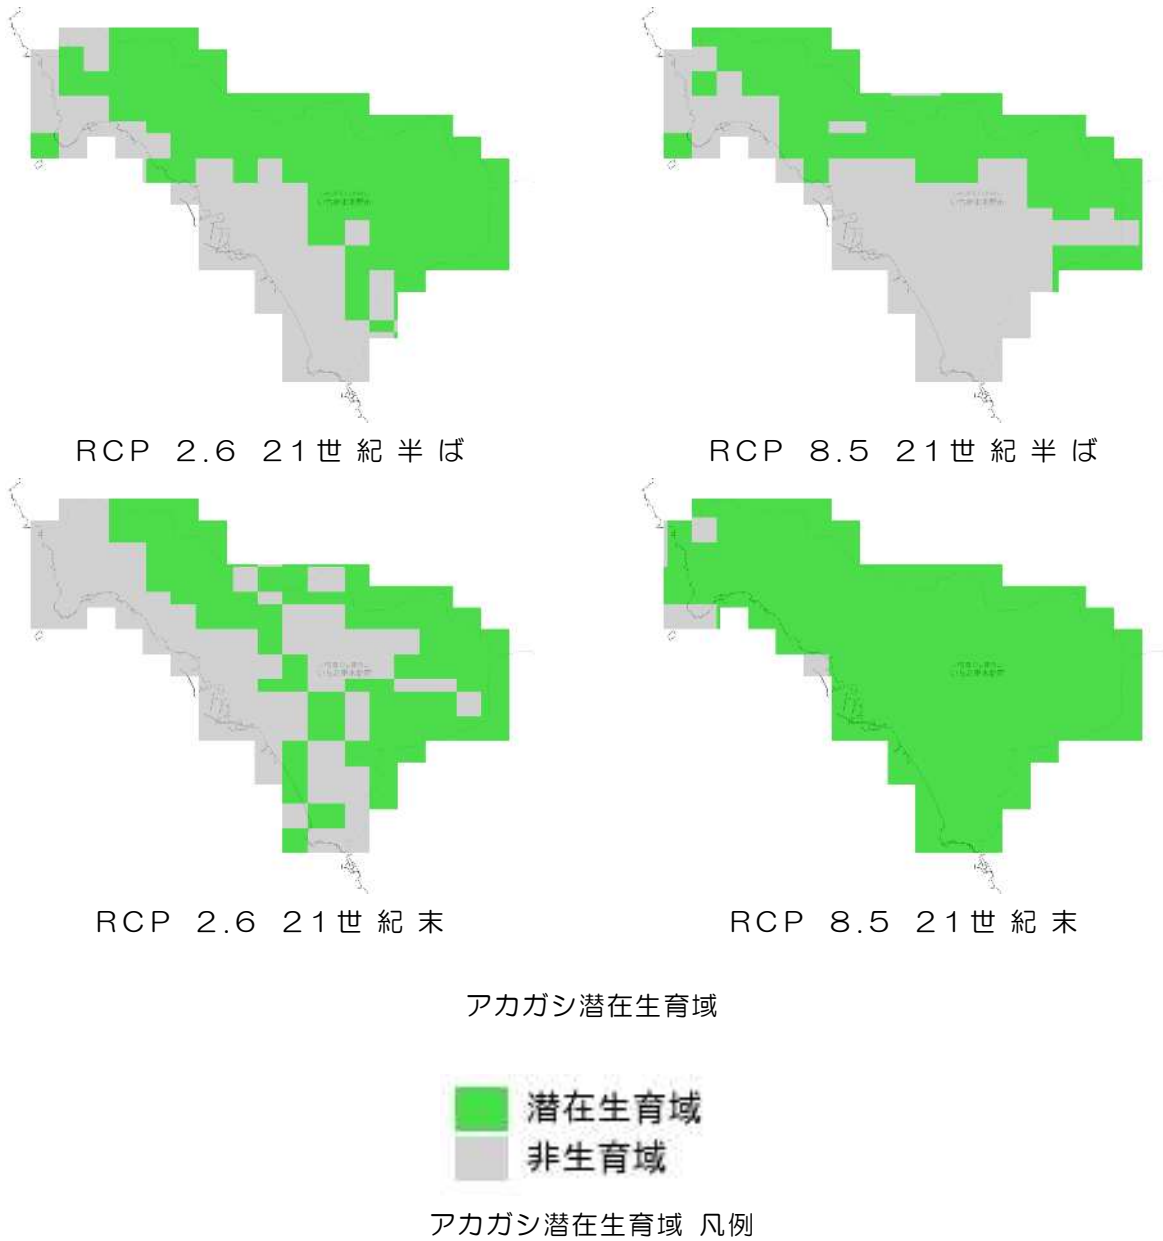 RCP 2.6 21世紀半ば
RCP 8.5 21世紀半ば
RCP 2.6 21世紀末
RCP 8.5 21世紀末
アカガシ潜在生育域
潜在生育域
非生育域
アカガシ潜在生育域 凡例